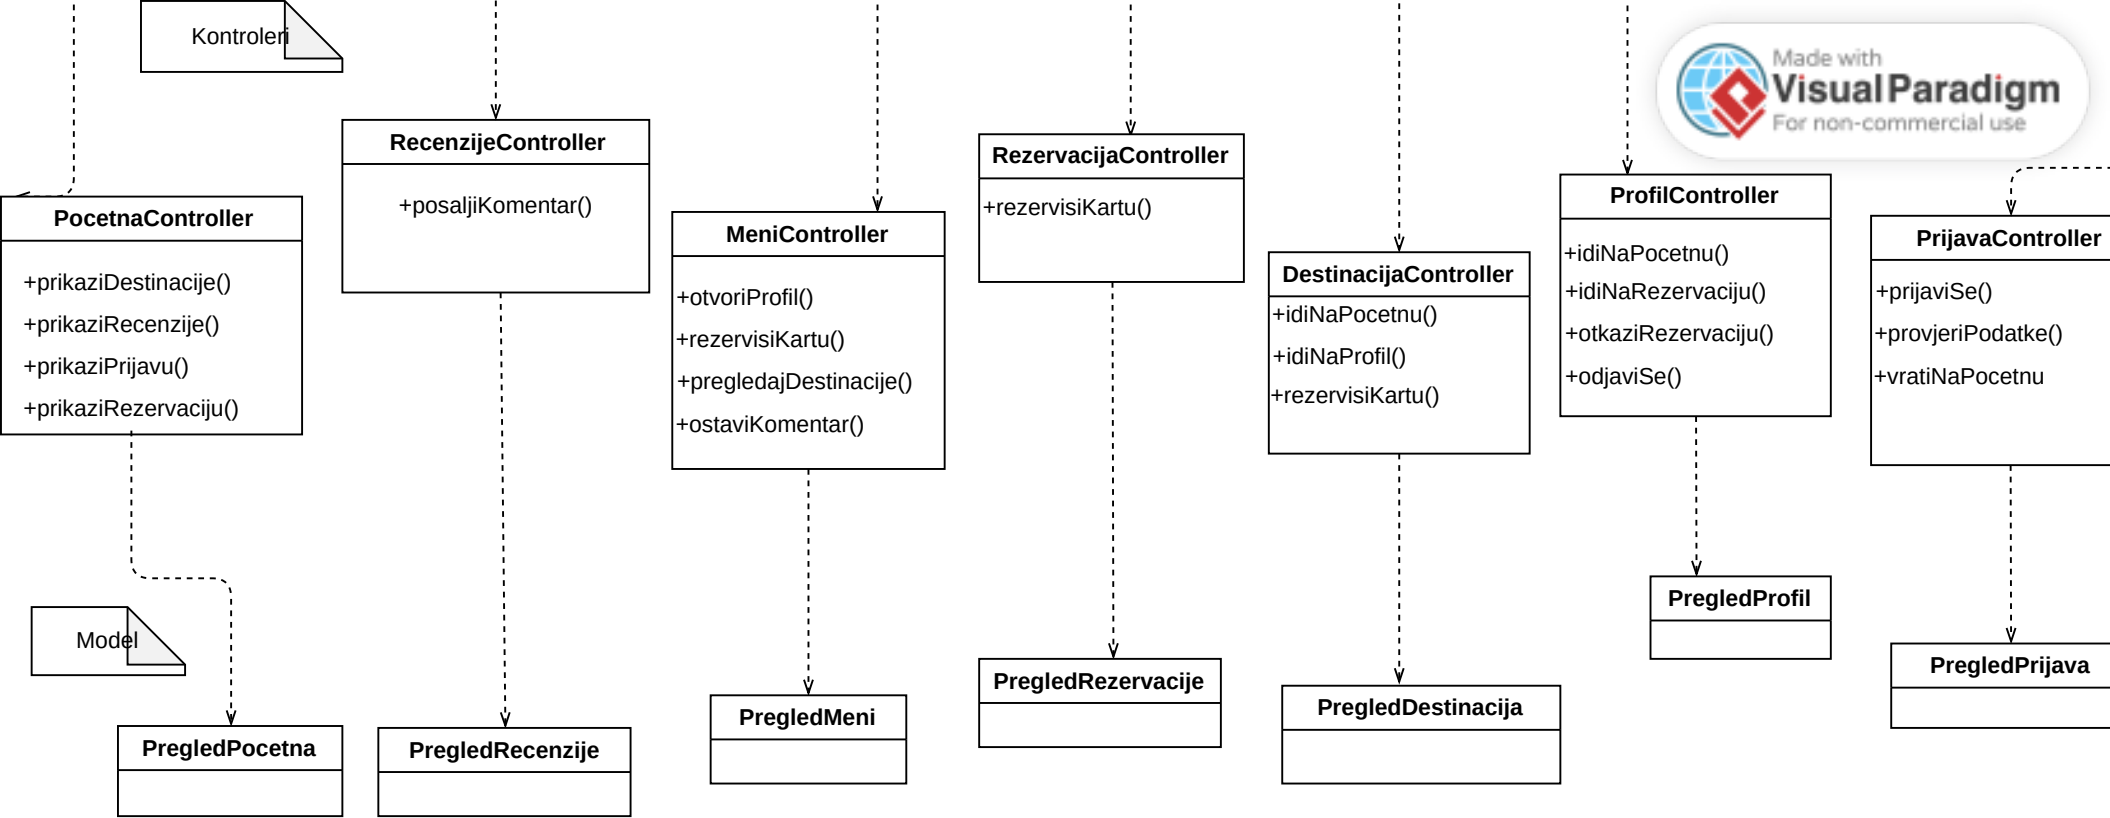 Kontroleri
Made with
Visual Paradigm
For non-commercial use
RecenzijeController
+posaljiKomentar()
RezervacijaController
+rezervisiKartu()
ProfilController
+idiNaPocetnu()
+idiNaRezervaciju()
+otkaziRezervaciju()
+odjaviSe()
PocetnaController
+prikaziDestinacije()
+prikaziRecenzije()
+prikaziPrijavu()
+prikaziRezervaciju()
MeniController
+otvoriProfil()
+rezervisiKartu()
+pregledajDestinacije()
+ostaviKomentar()
DestinacijaController
+idiNaPocetnu()
+idiNaProfil()
+rezervisiKartu()
PrijavaController
+prijaviSe()
+provjeriPodatke()
+vratiNaPocetnu
Model
PregledPocetna
PregledRecenzije
PregledMeni
PregledRezervacije
PregledDestinacija
PregledProfil
PregledPrijava